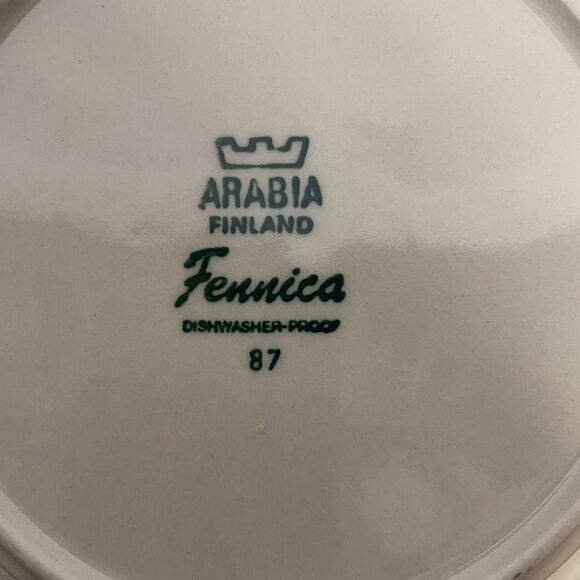 ARABIA
FINLAND
Fennica
DISHWASHER-PROOF
87